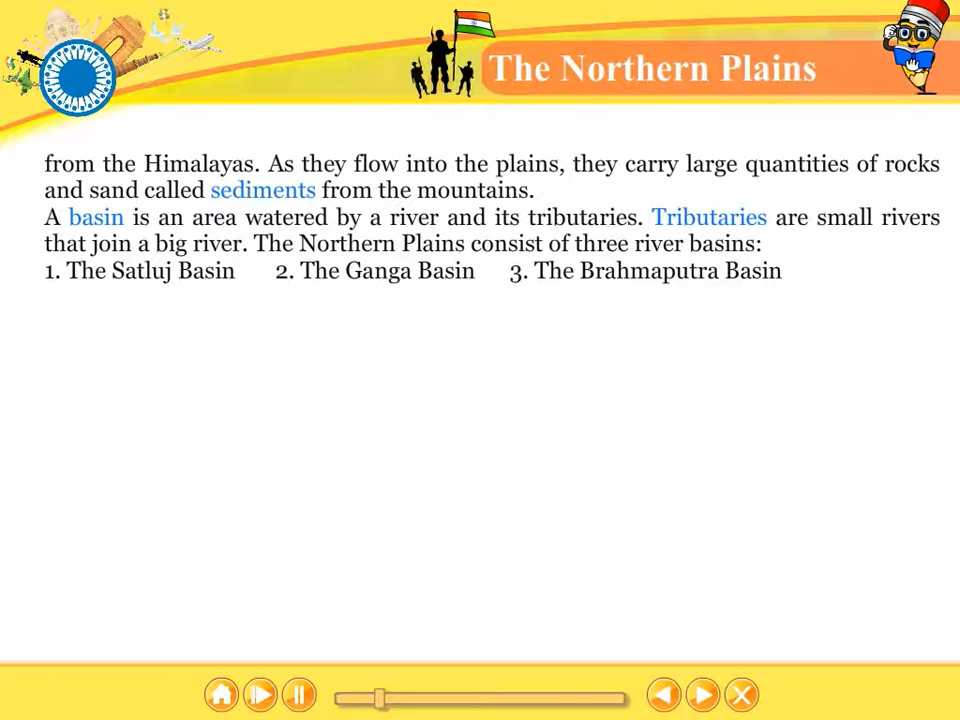 The Northern Plains
from the Himalayas. As they flow into the plains, they carry large quantities of rocks
and sand called sediments from the mountains.
A basin is an area watered by a river and its tributaries. Tributaries are small rivers
that join a big river. The Northern Plains consist of three river basins:
1. The Satluj Basin 2. The Ganga Basin 3. The Brahmaputra Basin